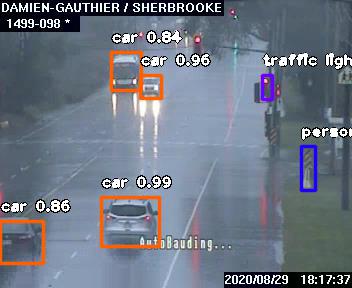 DAMIEN-GAUTHIER / SHERBROOKE
1499-098 *
car 0.84
car 0.96
traffic ligh
person
car 0.99
car 0.86
AutoBauding...
2020/08/29 18:17:37